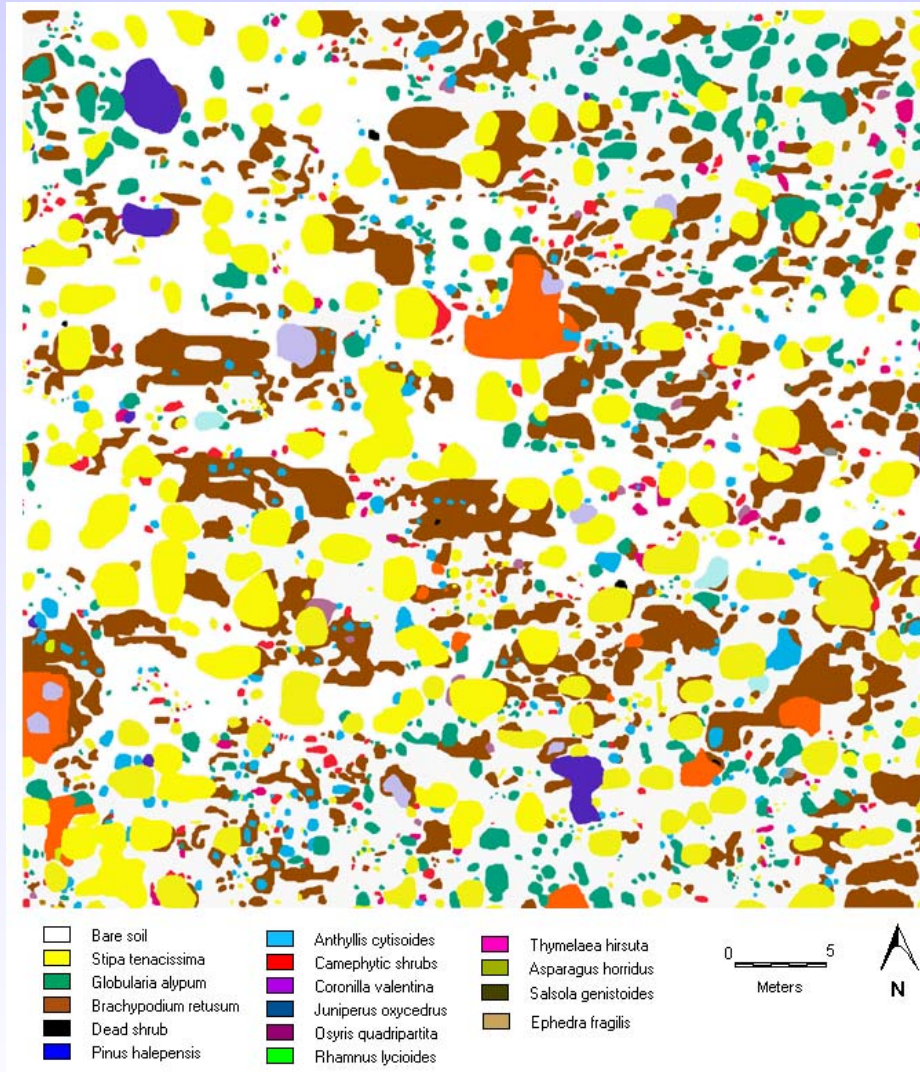 Bare soil
Stipa tenacissima
Globularia alypum
Brachypodium retusum
Dead shrub
Pinus halepensis
Anthyllis cytisoides
Camephytic shrubs
Coronilla valentina
Juniperus oxycedrus
Osyris quadripartita
Rhamnus lycioides
Thymelaea hirsuta
Asparagus horridus
Salsola genistoides
Ephedra fragilis
0 5
Meters
N